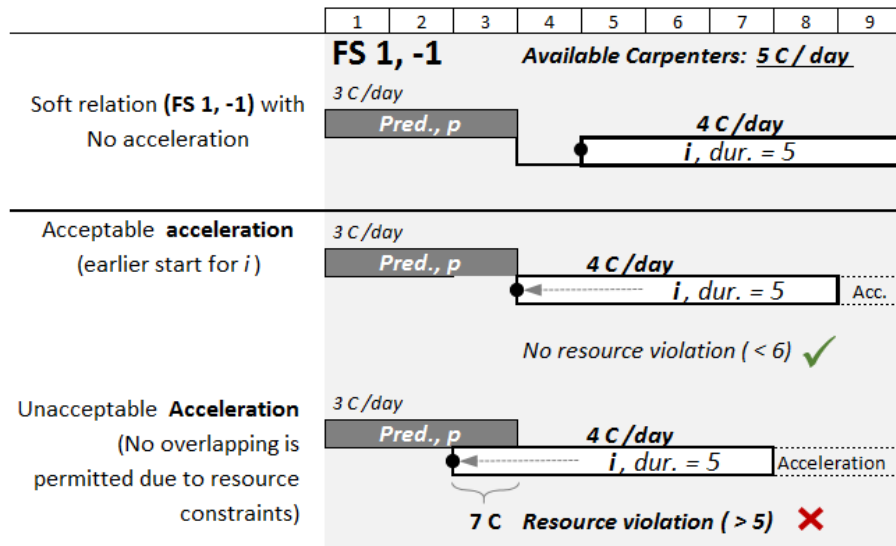 1 2 3 4 5 6 7 8 9
FS 1, -1 Available Carpenters: 5 C / day
3 C /day
Soft relation (FS 1, -1) with
No acceleration
Pred., p
4 C /day
i, dur. = 5
Acceptable acceleration
(earlier start for i )
3 C /day
Pred., p
4 C /day
i, dur. = 5
Acc.
No resource violation ( < 6)
Unacceptable Acceleration
(No overlapping is
permitted due to resource
constraints)
3 C /day
Pred., p
4 C /day
i, dur. = 5
Acceleration
7 C Resource violation ( > 5)